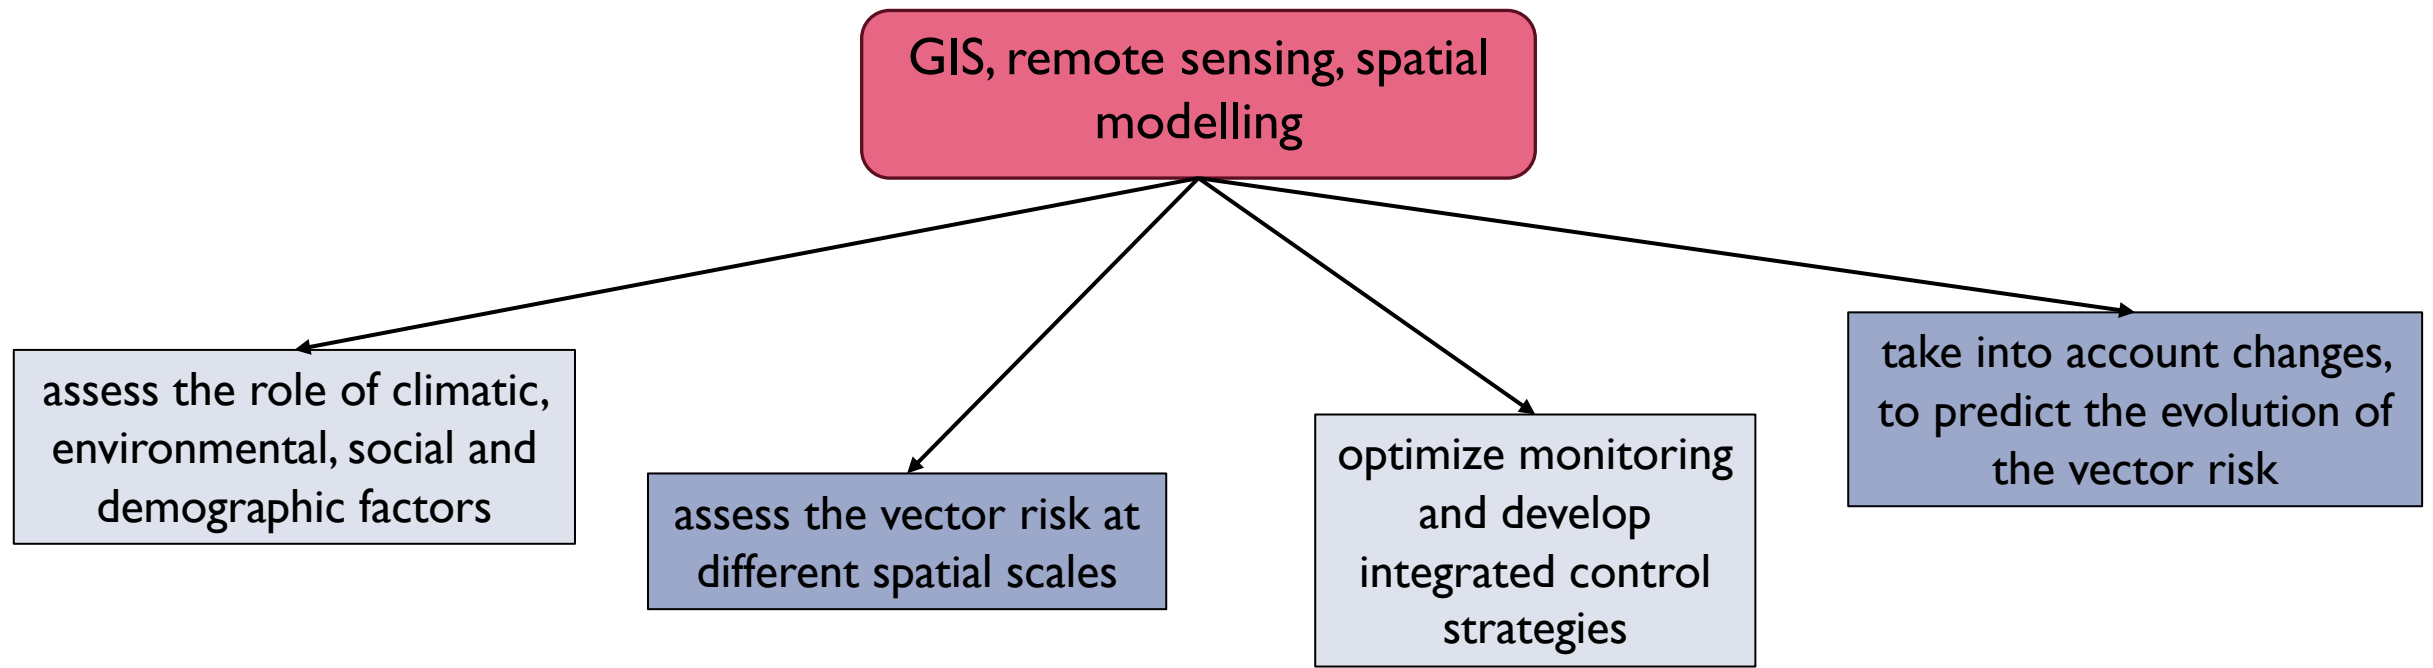 GIS, remote sensing, spatial
modelling
assess the role of climatic,
environmental, social and
demographic factors
assess the vector risk at
different spatial scales
optimize monitoring
and develop
integrated control
strategies
take into account changes,
to predict the evolution of
the vector risk